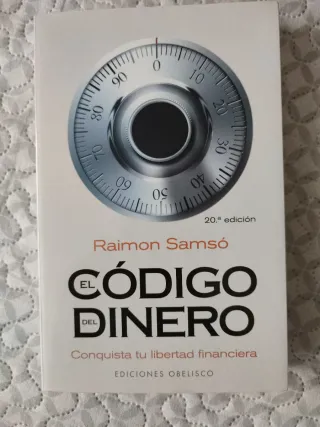 0
10
20
30
40
50
60
70
80
90
20.ª edición
Raimon Samsó
EL CÓDIGO
DEL DINERO
Conquista tu libertad financiera
EDICIONES OBELISCO